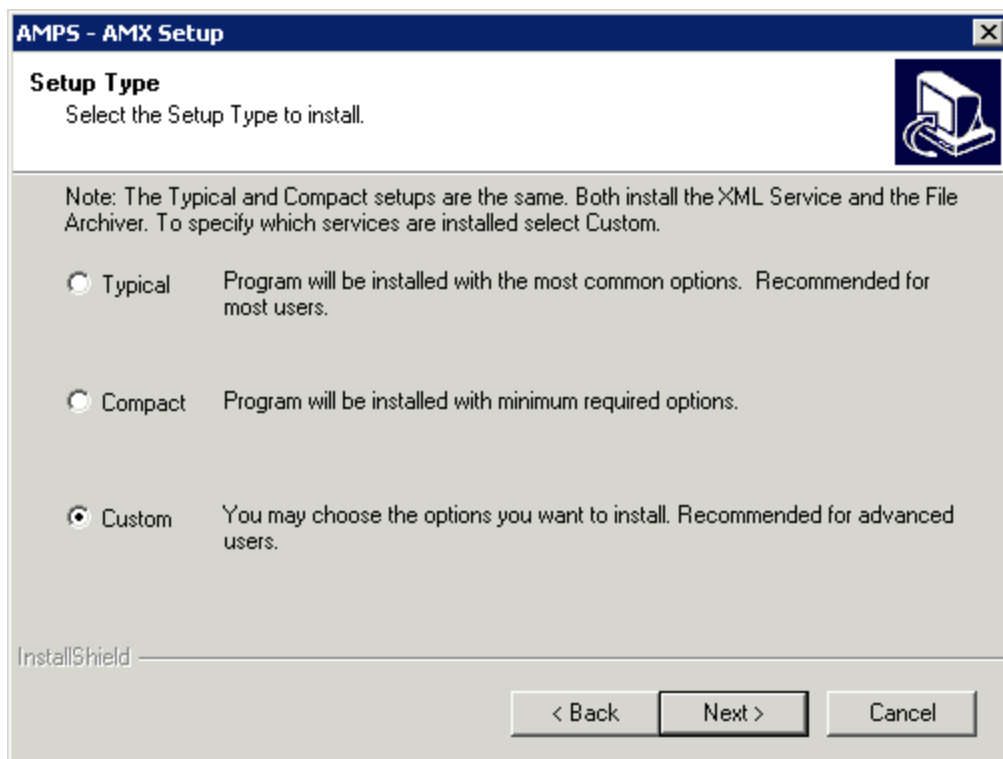 AMPS - AMX Setup
Setup Type
Select the Setup Type to install.
Note: The Typical and Compact setups are the same. Both install the XML Service and the File
Archiver. To specify which services are installed select Custom.
Typical
Program will be installed with the most common options.  Recommended for
most users.
Compact
Program will be installed with minimum required options.
Custom
You may choose the options you want to install. Recommended for advanced
users.
InstallShield
< Back
Next >
Cancel